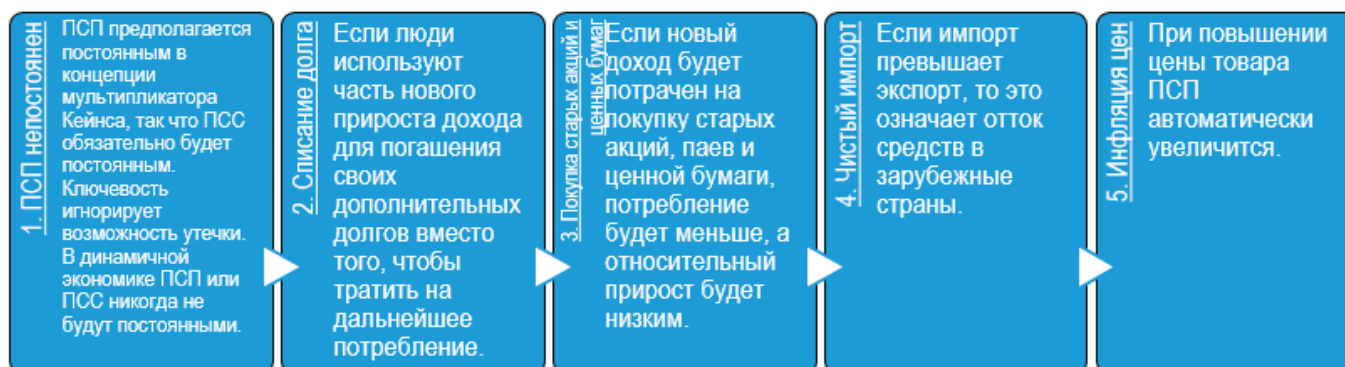 1. ПСП непостоянен
ПСП предполагается
постоянным в
концепции
мультипликатора
Кейнса, так что ПСС
обязательно будет
постоянным.
Ключевость
игнорирует
возможность утечки.
В динамичной
экономике ПСП или
ПСС никогда не
будут постоянными.
2. Списание долга
Если люди
используют
часть нового
прироста дохода
для погашения
своих
дополнительных
долгов вместо
того, чтобы
тратить на
дальнейшее
потребление.
3. Покупка старых акций и
ценных бумаг
Если новый
доход будет
потрачен на
покупку старых
акций, паев и
ценной бумаги,
потребление
будет меньше, а
относительный
прирост будет
низким.
4. Чистый импорт
Если импорт
превышает
экспорт, то это
означает отток
средств в
зарубежные
страны.
5. Инфляция цен
При повышении
цены товара
ПСП
автоматически
увеличится.